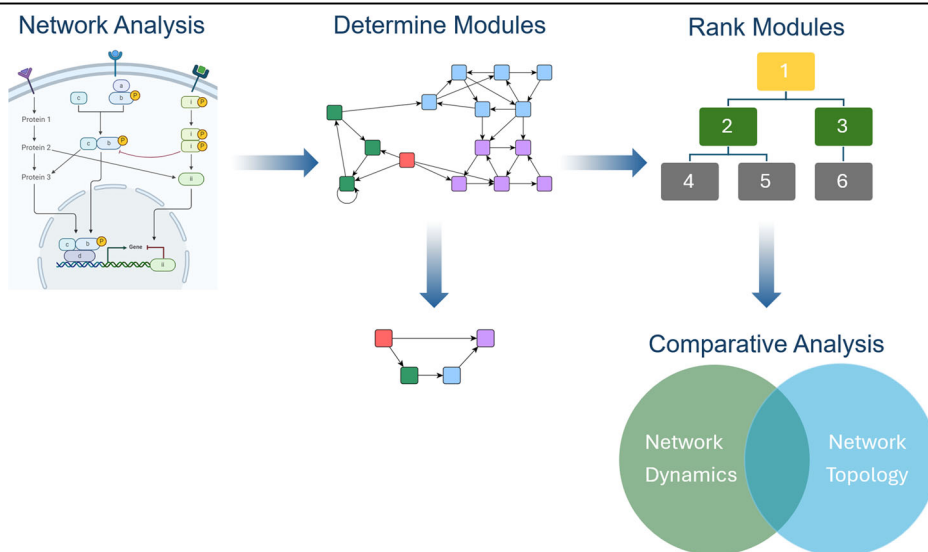 Network Analysis
Determine Modules
Rank Modules
a
c
b
P
i
P
Protein 1
i
P
i
P
c
b
P
Protein 2
Protein 3
c
b
P
d
Gene
a
1
2
3
4
5
6
Comparative Analysis
Network
Dynamics
Network
Topology